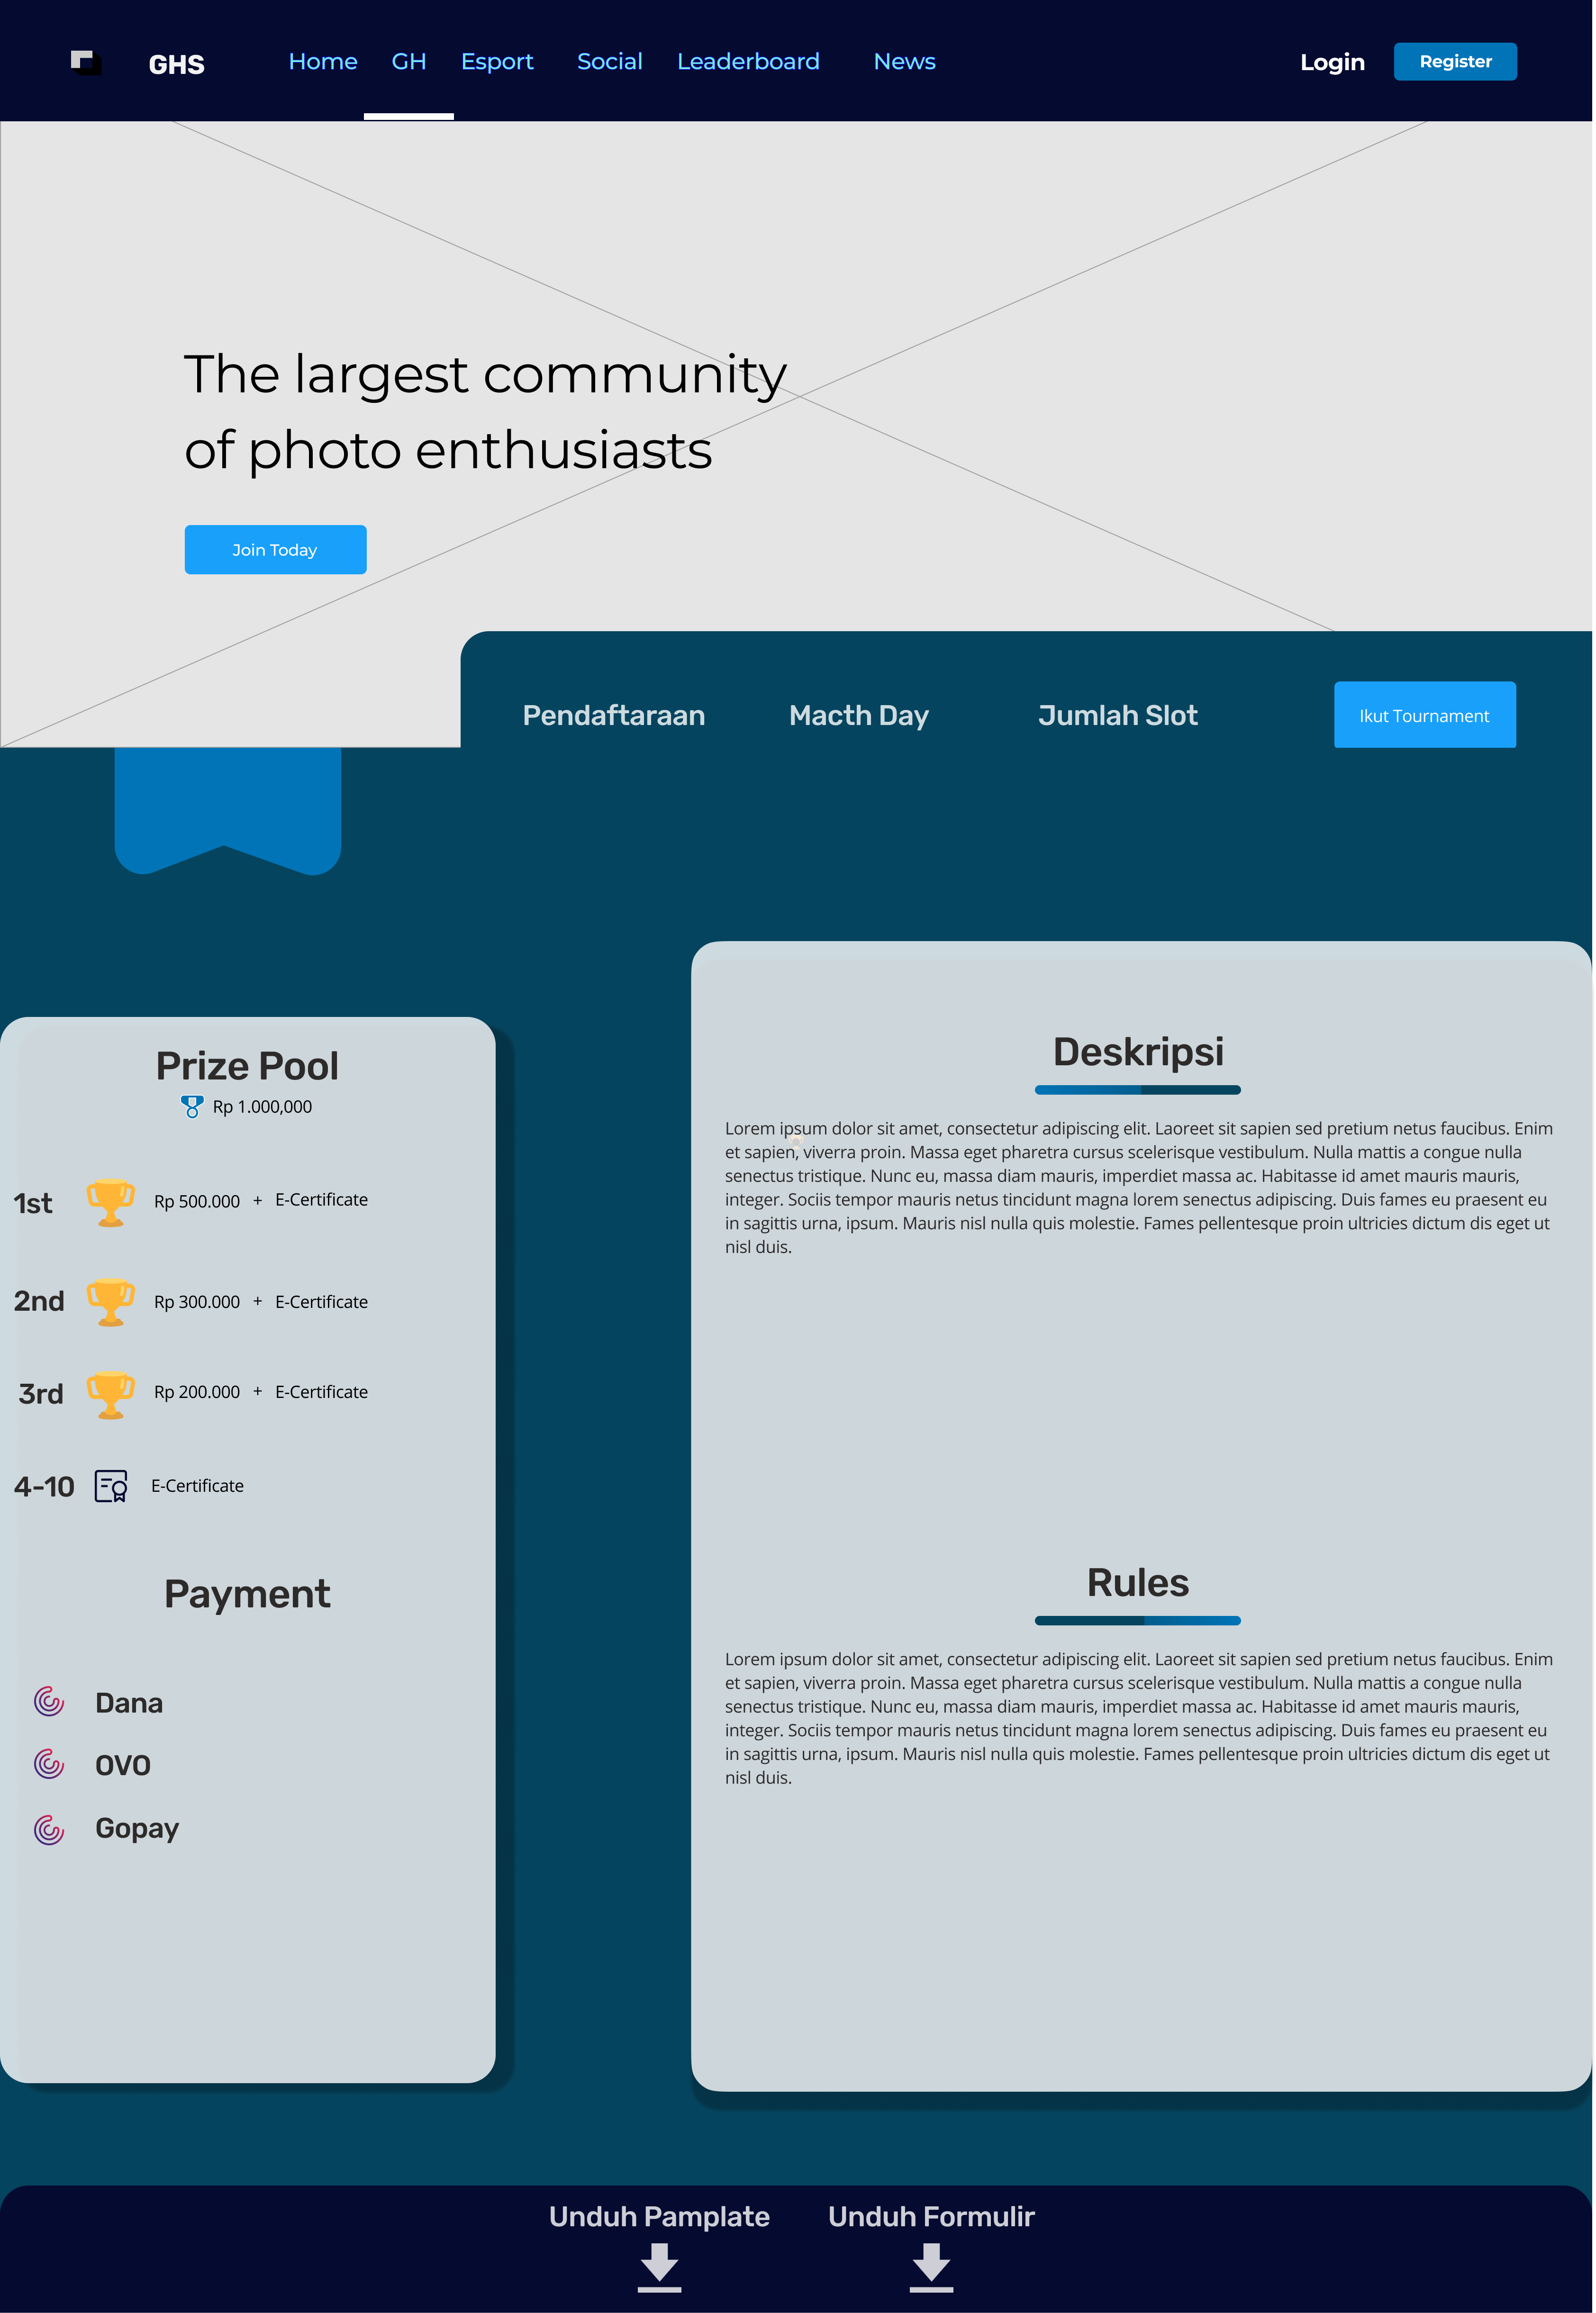 GHS
Home GH Esport Social Leaderboard News
Login Register
The largest community
of photo enthusiasts
Join Today
Pendaftaraan Macth Day Jumlah Slot Ikut Tournament
Prize Pool
Rp 1.000,000
1st Rp 500.000 + E-Certificate
2nd Rp 300.000 + E-Certificate
3rd Rp 200.000 + E-Certificate
4-10 E-Certificate
Payment
Dana
OVO
Gopay
Deskripsi
Lorem ipsum dolor sit amet, consectetur adipiscing elit. Laoreet sit sapien sed pretium netus faucibus. Enim
et sapien, viverra proin. Massa eget pharetra cursus scelerisque vestibulum. Nulla mattis a congue nulla
senectus tristique. Nunc eu, massa diam mauris, imperdiet massa ac. Habitasse id amet mauris mauris,
integer. Sociis tempor mauris netus tincidunt magna lorem senectus adipiscing. Duis fames eu praesent eu
in sagittis urna, ipsum. Mauris nisl nulla quis molestie. Fames pellentesque proin ultricies dictum dis eget ut
nisl duis.
Rules
Lorem ipsum dolor sit amet, consectetur adipiscing elit. Laoreet sit sapien sed pretium netus faucibus. Enim
et sapien, viverra proin. Massa eget pharetra cursus scelerisque vestibulum. Nulla mattis a congue nulla
senectus tristique. Nunc eu, massa diam mauris, imperdiet massa ac. Habitasse id amet mauris mauris,
integer. Sociis tempor mauris netus tincidunt magna lorem senectus adipiscing. Duis fames eu praesent eu
in sagittis urna, ipsum. Mauris nisl nulla quis molestie. Fames pellentesque proin ultricies dictum dis eget ut
nisl duis.
Unduh Pamplate Unduh Formulir